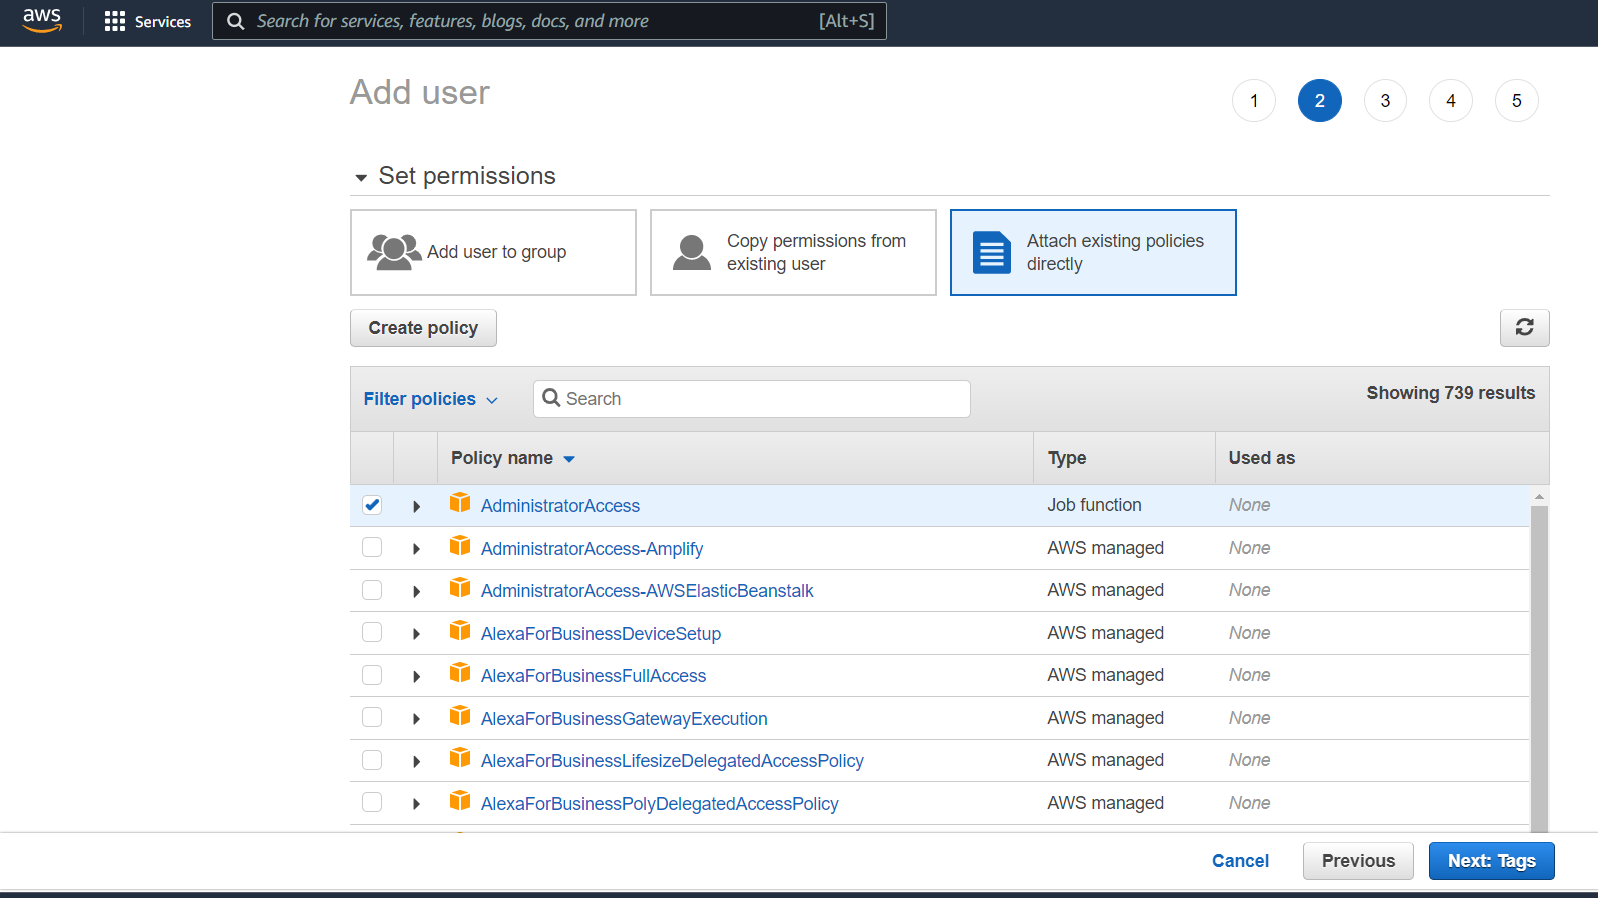 aws Services Search for services, features, blogs, docs, and more [Alt+S]
Add user 1 2 3 4 5
Set permissions
Add user to group
Copy permissions from
existing user
Attach existing policies
directly
Create policy
Filter policies Search Showing 739 results
Policy name Type Used as
AdministratorAccess Job function None
AdministratorAccess-Amplify AWS managed None
AdministratorAccess-AWSElasticBeanstalk AWS managed None
AlexaForBusinessDeviceSetup AWS managed None
AlexaForBusinessFullAccess AWS managed None
AlexaForBusinessGatewayExecution AWS managed None
AlexaForBusinessLifesizeDelegatedAccessPolicy AWS managed None
AlexaForBusinessPolyDelegatedAccessPolicy AWS managed None
Cancel Previous Next: Tags